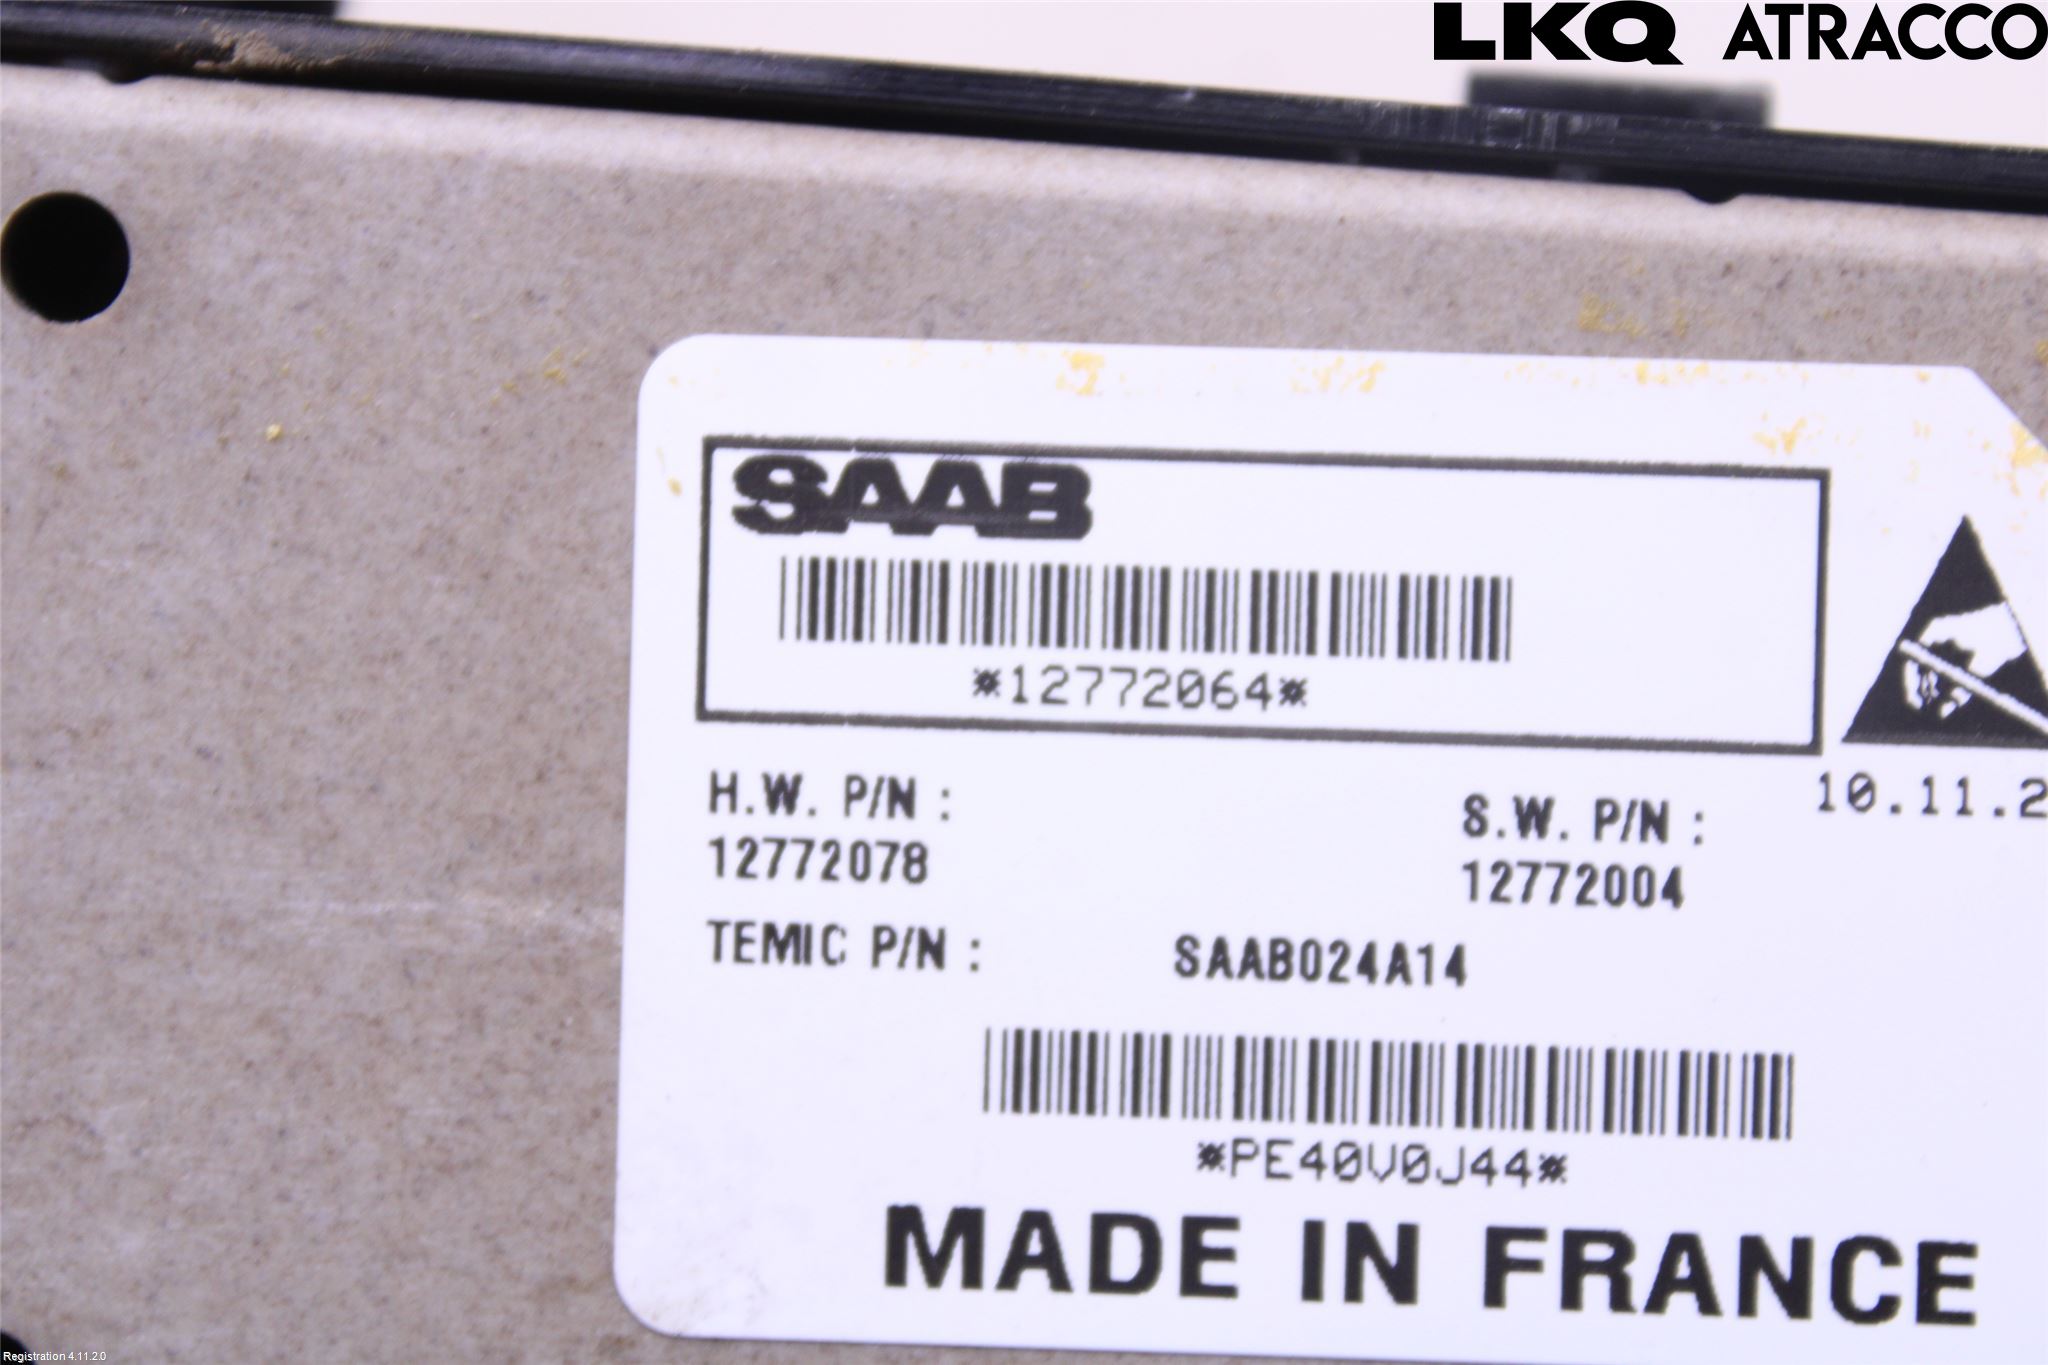 LKQ ATRACCO
SAAB
*12772064*
10.11.2
H.W. P/N :
12772078
S.W. P/N :
12772004
TEMIC P/N : SAAB024A14
*PE40V0J44*
MADE IN FRANCE
Registration 4.11.2.0